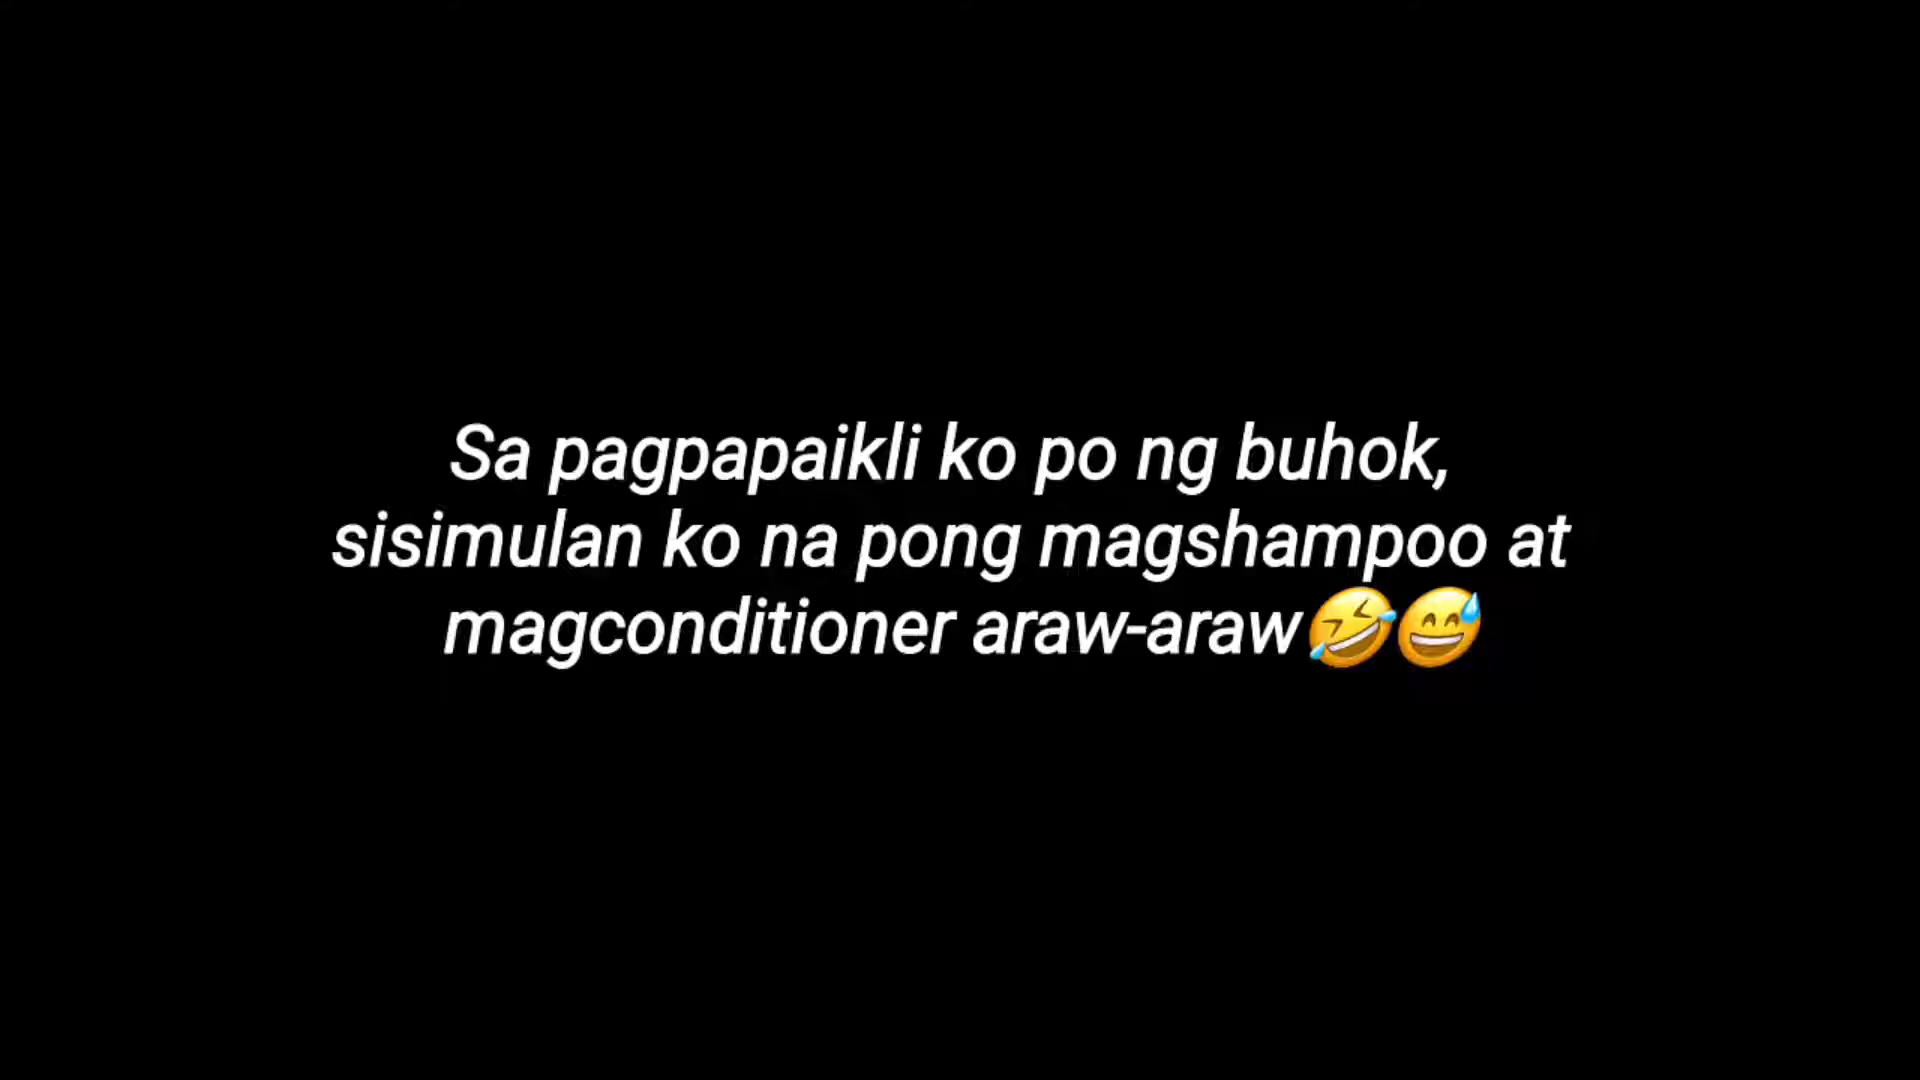 Sa pagpapaikli ko po ng buhok,
sisimulan ko na pong magshampoo at
magconditioner araw-araw🤣😅